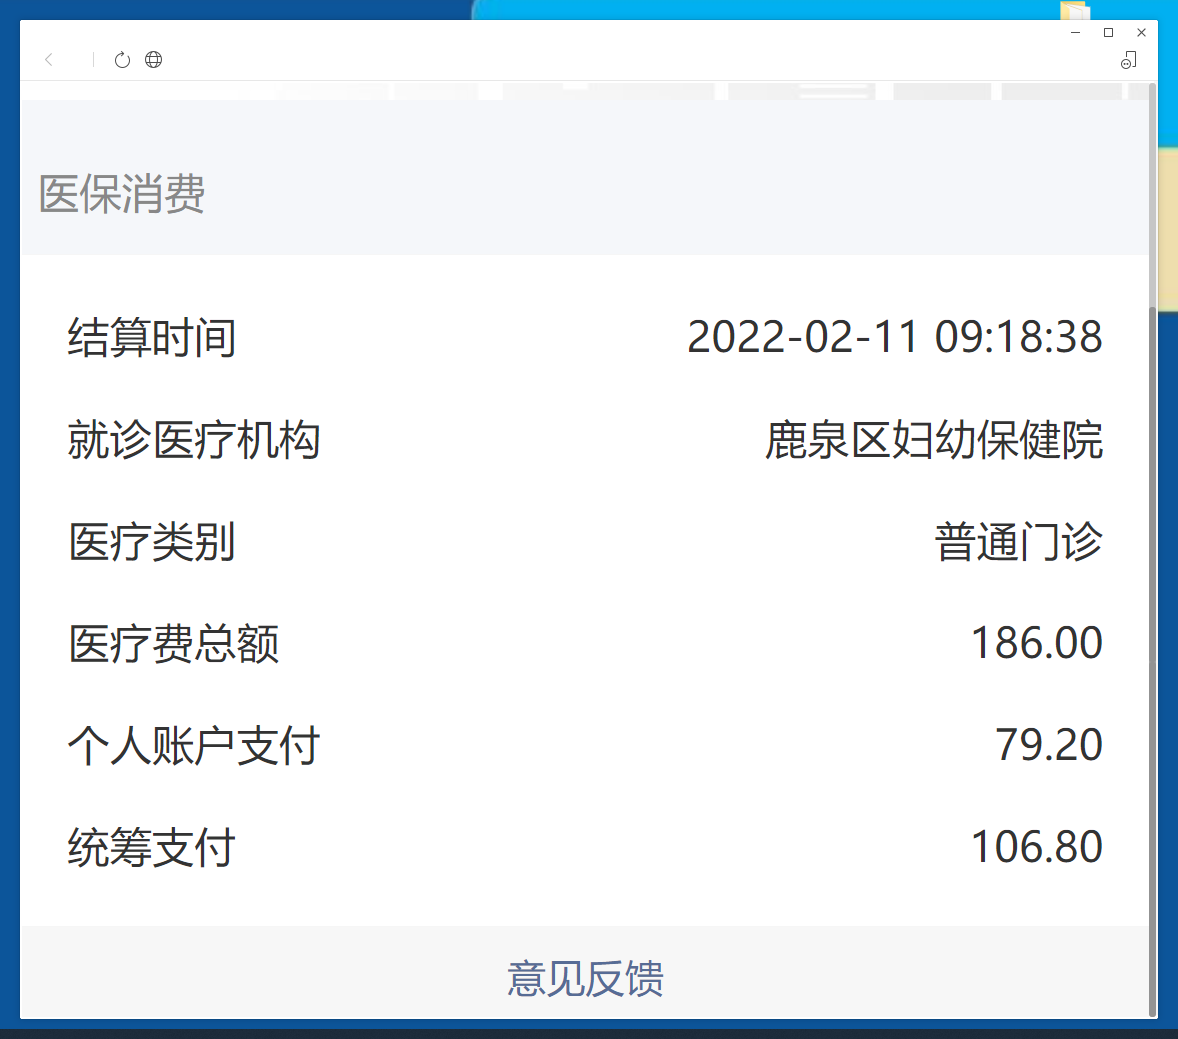 医保消费
结算时间 2022-02-11 09:18:38
就诊医疗机构 鹿泉区妇幼保健院
医疗类别 普通门诊
医疗费总额 186.00
个人账户支付 79.20
统筹支付 106.80
意见反馈